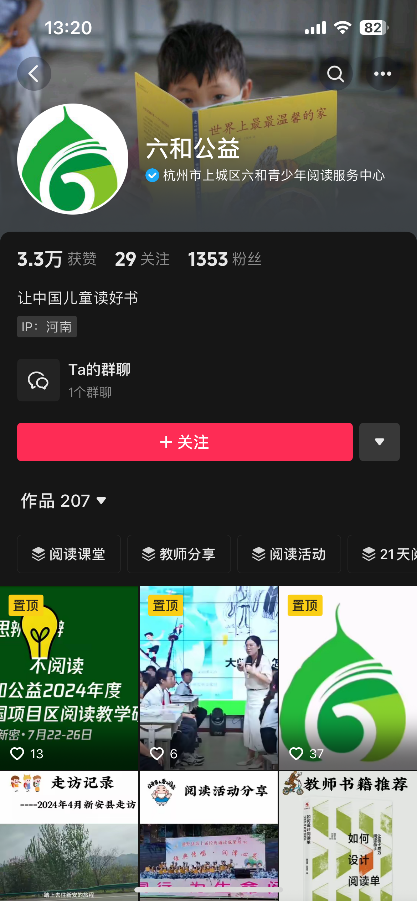 13:20
82
世界上最最温馨的家
六和公益
杭州市上城区六和青少年阅读服务中心
3.3万 获赞 29 关注 1353 粉丝
让中国儿童读好书
IP：河南
Ta的群聊
1个群聊
+ 关注
作品 207
阅读课堂 教师分享 阅读活动 21天阅
置顶 置顶 置顶
不阅读
和公益2024年度
国项目区阅读教学研
新密·7月22-26日
13 6 37
走访记录
----2024年4月新安县走访
阅读活动分享
教师书籍推荐
如何
设计
阅读单